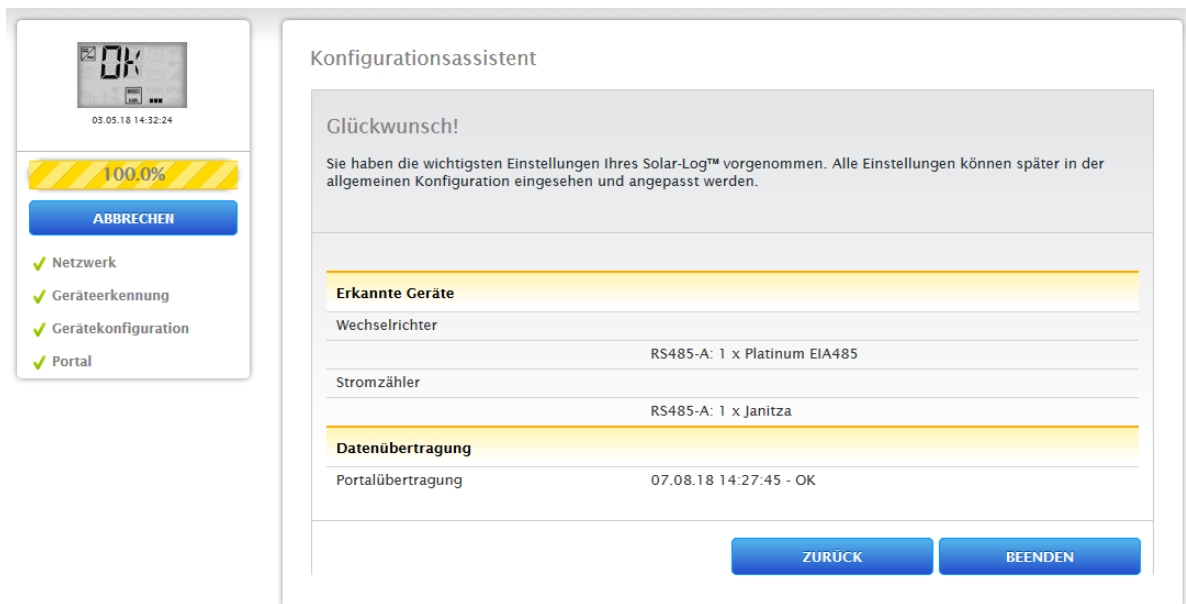 OK
03.05.18 14:32:24
100.0%
ABBRECHEN
Netzwerk
Geräteerkennung
Gerätekonfiguration
Portal
Konfigurationsassistent
Glückwunsch!
Sie haben die wichtigsten Einstellungen Ihres Solar-Log™ vorgenommen. Alle Einstellungen können später in der
allgemeinen Konfiguration eingesehen und angepasst werden.
Erkannte Geräte
Wechselrichter
RS485-A: 1 x Platinum EIA485
Stromzähler
RS485-A: 1 x Janitza
Datenübertragung
Portalübertragung 07.08.18 14:27:45 - OK
ZURÜCK BEENDEN